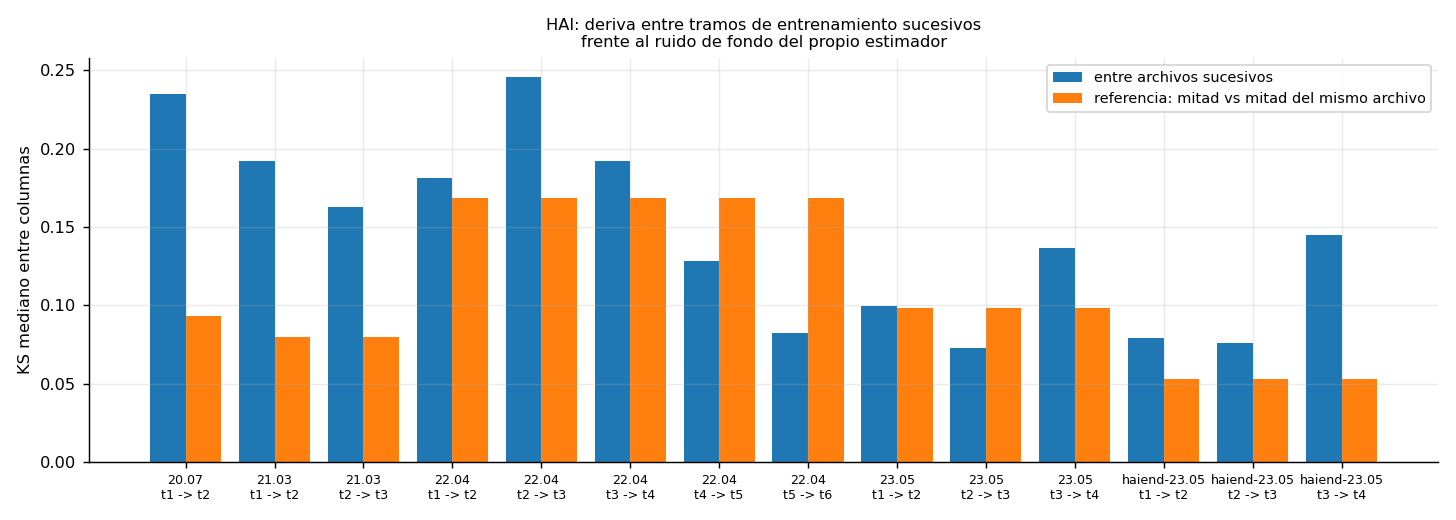 HAI: deriva entre tramos de entrenamiento sucesivos
frente al ruido de fondo del propio estimador
entre archivos sucesivos
referencia: mitad vs mitad del mismo archivo
KS mediano entre columnas
0.25
0.20
0.15
0.10
0.05
0.00
20.07
t1 -> t2
21.03
t1 -> t2
21.03
t2 -> t3
22.04
t1 -> t2
22.04
t2 -> t3
22.04
t3 -> t4
22.04
t4 -> t5
22.04
t5 -> t6
23.05
t1 -> t2
23.05
t2 -> t3
23.05
t3 -> t4
haiend-23.05
t1 -> t2
haiend-23.05
t2 -> t3
haiend-23.05
t3 -> t4